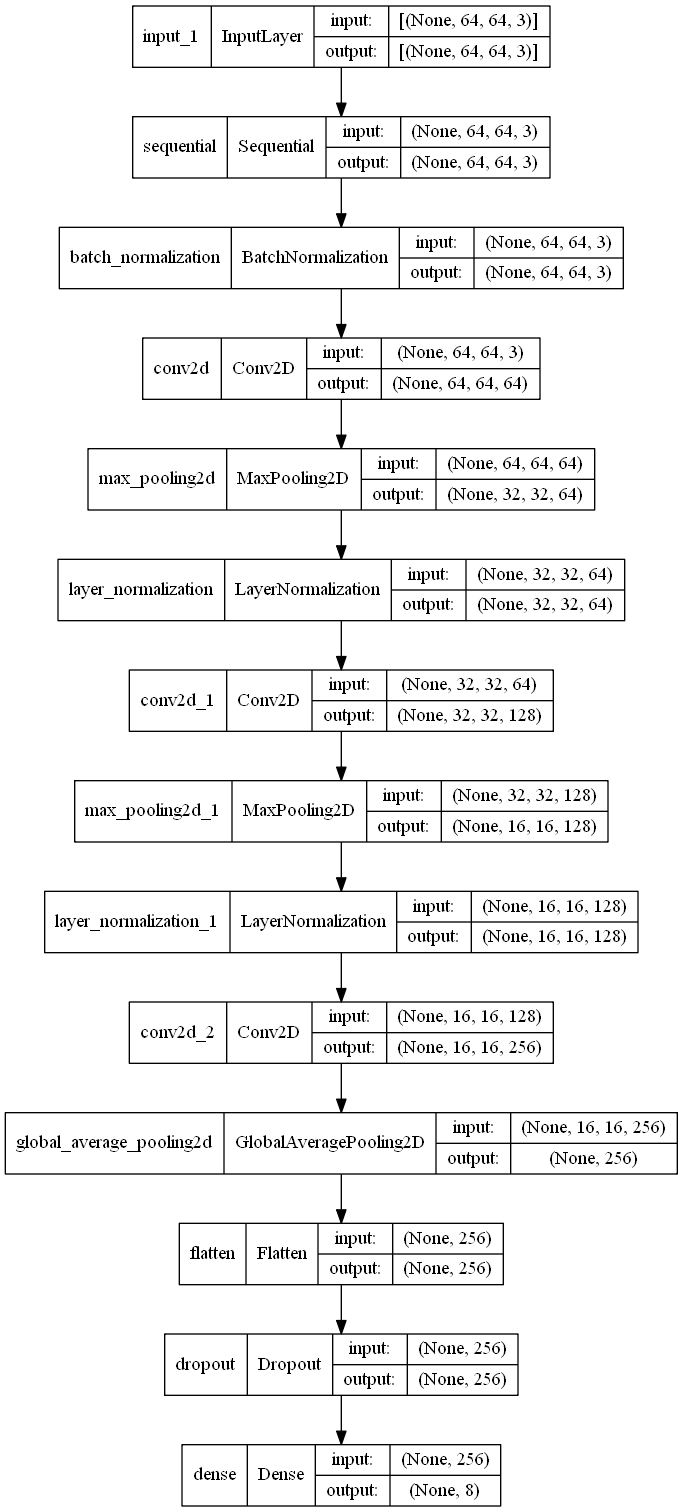 input_1 InputLayer input: [(None, 64, 64, 3)]
output: [(None, 64, 64, 3)]
sequential Sequential input: (None, 64, 64, 3)
output: (None, 64, 64, 3)
batch_normalization BatchNormalization input: (None, 64, 64, 3)
output: (None, 64, 64, 3)
conv2d Conv2D input: (None, 64, 64, 3)
output: (None, 64, 64, 64)
max_pooling2d MaxPooling2D input: (None, 64, 64, 64)
output: (None, 32, 32, 64)
layer_normalization LayerNormalization input: (None, 32, 32, 64)
output: (None, 32, 32, 64)
conv2d_1 Conv2D input: (None, 32, 32, 64)
output: (None, 32, 32, 128)
max_pooling2d_1 MaxPooling2D input: (None, 32, 32, 128)
output: (None, 16, 16, 128)
layer_normalization_1 LayerNormalization input: (None, 16, 16, 128)
output: (None, 16, 16, 128)
conv2d_2 Conv2D input: (None, 16, 16, 128)
output: (None, 16, 16, 256)
global_average_pooling2d GlobalAveragePooling2D input: (None, 16, 16, 256)
output: (None, 256)
flatten Flatten input: (None, 256)
output: (None, 256)
dropout Dropout input: (None, 256)
output: (None, 256)
dense Dense input: (None, 256)
output: (None, 8)